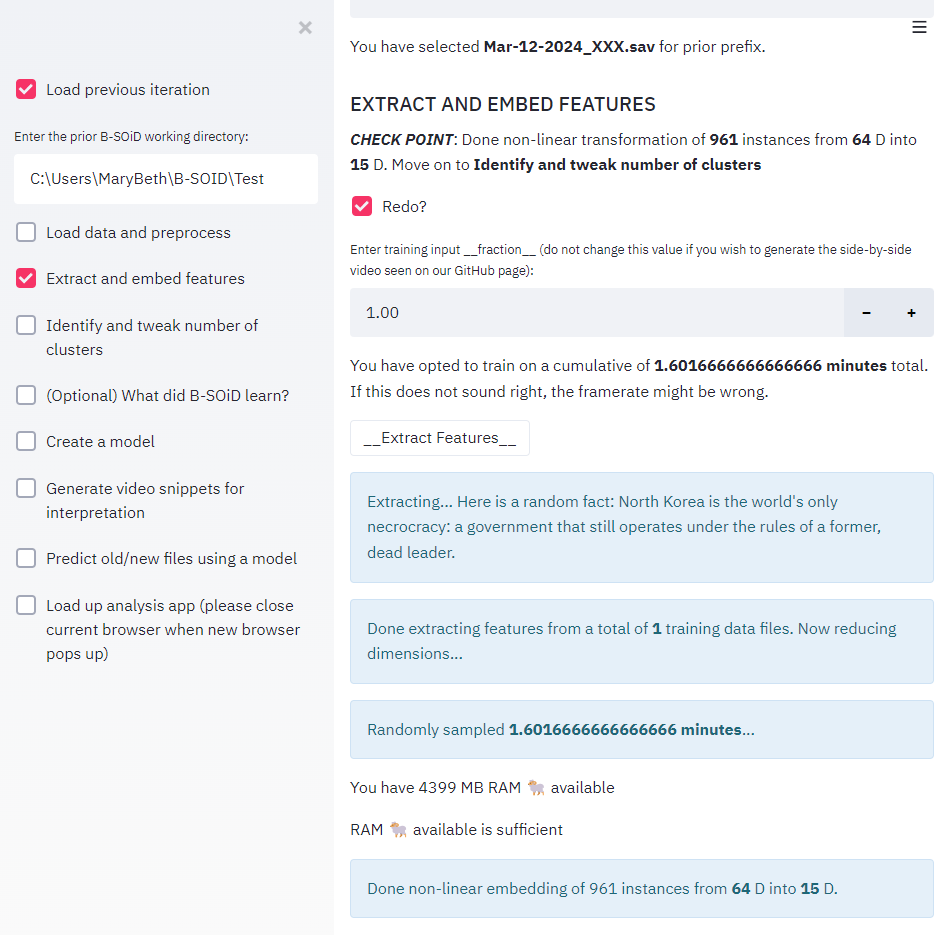 ×
Load previous iteration
Enter the prior B-SOiD working directory:
C:\Users\MaryBeth\B-SOID\Test
Load data and preprocess
Extract and embed features
Identify and tweak number of
clusters
(Optional) What did B-SOiD learn?
Create a model
Generate video snippets for
interpretation
Predict old/new files using a model
Load up analysis app (please close
current browser when new browser
pops up)
You have selected Mar-12-2024_XXX.sav for prior prefix.
EXTRACT AND EMBED FEATURES
CHECK POINT: Done non-linear transformation of 961 instances from 64 D into
15 D. Move on to Identify and tweak number of clusters
Redo?
Enter training input __fraction__ (do not change this value if you wish to generate the side-by-side
video seen on our GitHub page):
1.00 − +
You have opted to train on a cumulative of 1.6016666666666666 minutes total.
If this does not sound right, the framerate might be wrong.
__Extract Features__
Extracting... Here is a random fact: North Korea is the world's only
necrocracy: a government that still operates under the rules of a former,
dead leader.
Done extracting features from a total of 1 training data files. Now reducing
dimensions...
Randomly sampled 1.6016666666666666 minutes...
You have 4399 MB RAM 🐏 available
RAM 🐏 available is sufficient
Done non-linear embedding of 961 instances from 64 D into 15 D.